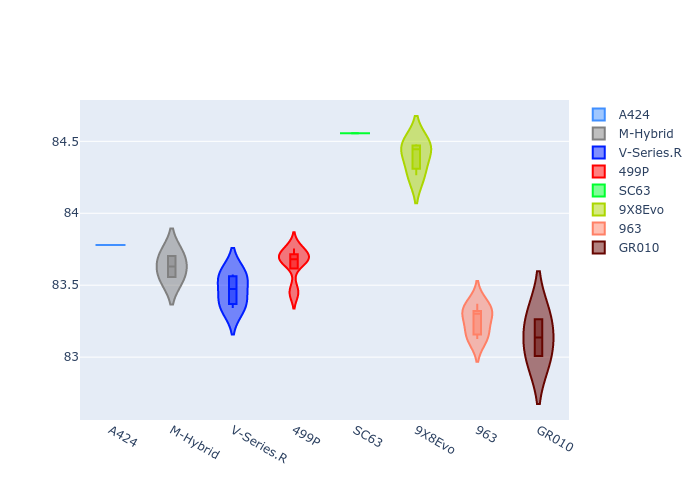 84.5
84
83.5
83
A424
M-Hybrid
V-Series.R
499P
SC63
9X8Evo
963
GR010
A424
M-Hybrid
V-Series.R
499P
SC63
9X8Evo
963
GR010